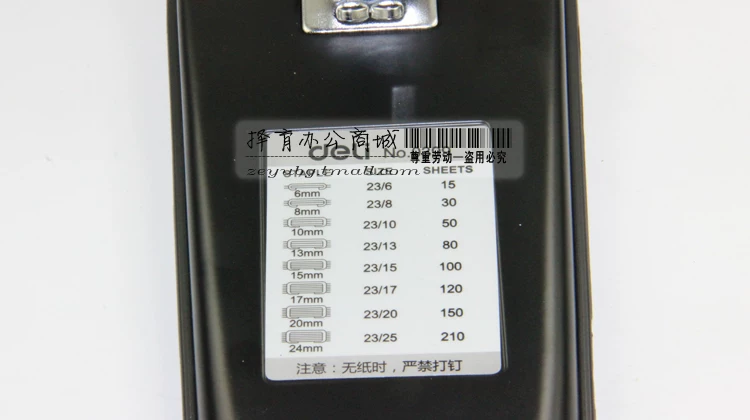 择育办公商城
deli No.
尊重劳动一盗用必究
zeyubg.tmall.com
SHEETS
6mm 23/6 15
8mm 23/8 30
10mm 23/10 50
13mm 23/13 80
15mm 23/15 100
17mm 23/17 120
20mm 23/20 150
24mm 23/25 210
注意：无纸时，严禁打钉